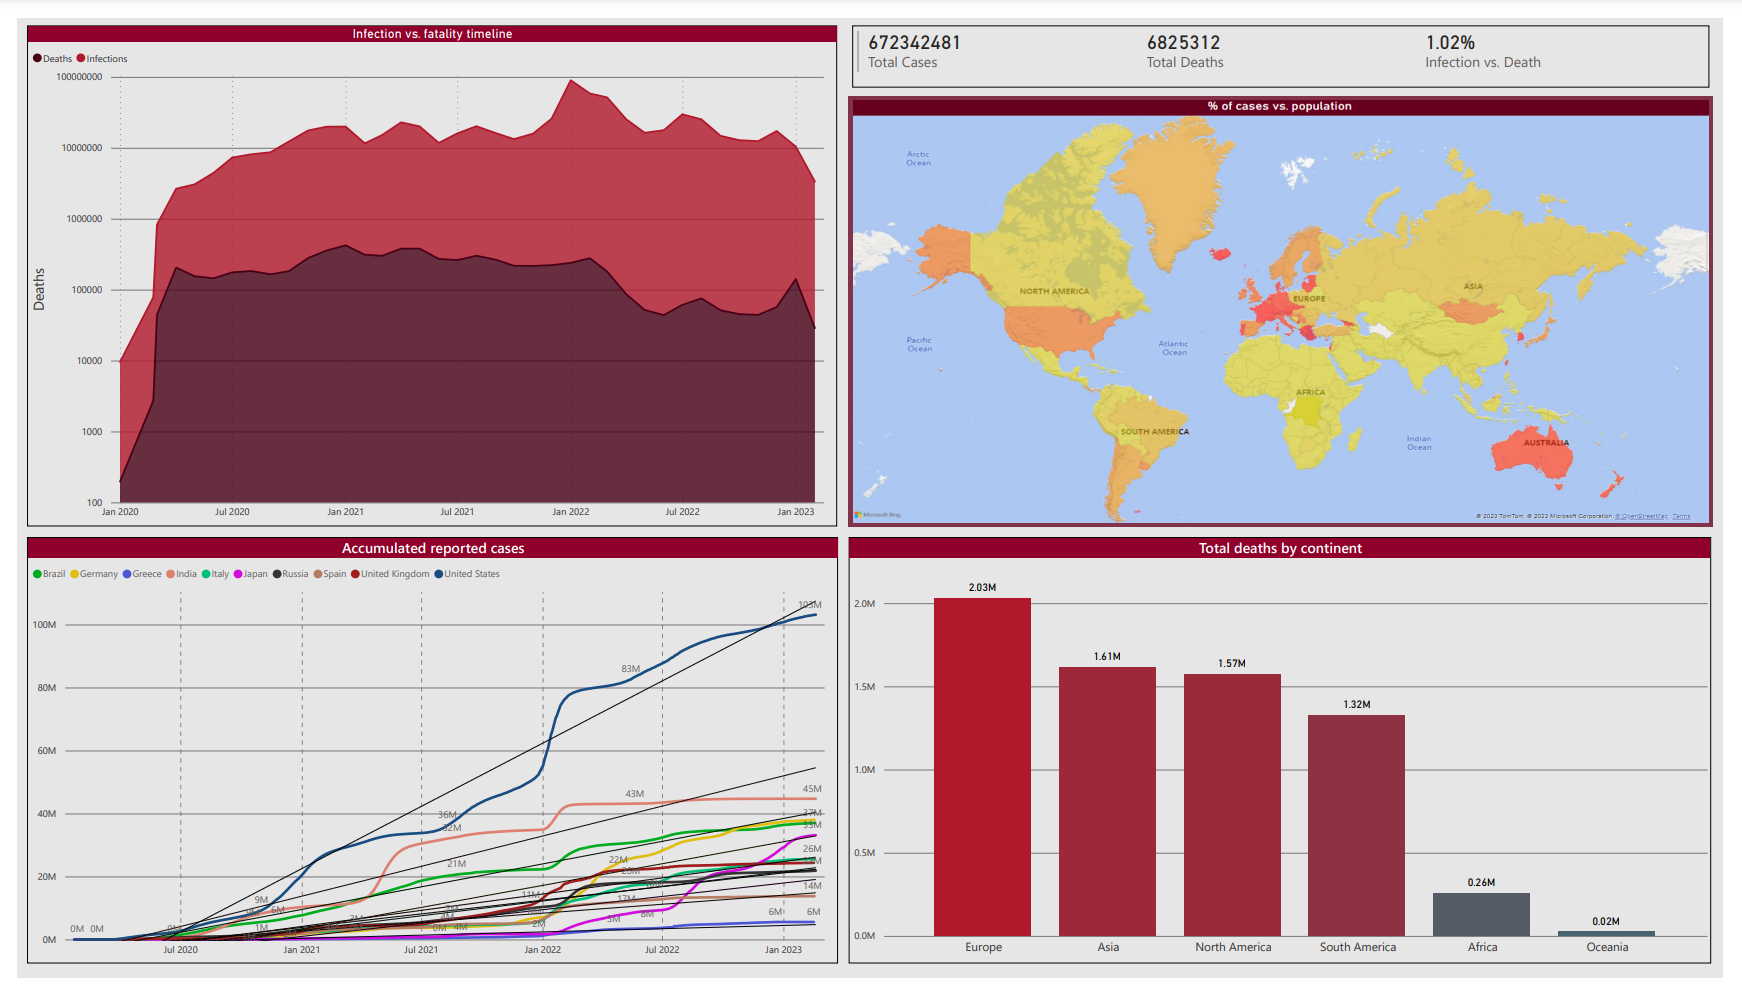 Infection vs. fatality timeline
Deaths Infections
100000000
10000000
1000000
100000
10000
1000
100
Deaths
Jan 2020 Jul 2020 Jan 2021 Jul 2021 Jan 2022 Jul 2022 Jan 2023
672342481 6825312 1.02%
Total Cases Total Deaths Infection vs. Death
% of cases vs. population
Arctic
Ocean
NORTH AMERICA
EUROPE
ASIA
Pacific
Ocean
Atlantic
Ocean
AFRICA
SOUTH AMERICA
Indian
Ocean
AUSTRALIA
Microsoft Bing
© 2023 TomTom, © 2023 Microsoft Corporation, © OpenStreetMap Terms
Accumulated reported cases
Brazil Germany Greece India Italy Japan Russia Spain United Kingdom United States
100M
80M
60M
40M
20M
0M
103M
83M
45M
43M
37M
33M
36M
32M
26M
21M
22M
14M
17M
11M
9M
6M
8M
3M
6M 6M
1M
4M
2M
0M 0M
Jul 2020 Jan 2021 Jul 2021 Jan 2022 Jul 2022 Jan 2023
Total deaths by continent
2.0M
1.5M
1.0M
0.5M
0.0M
2.03M
1.61M
1.57M
1.32M
0.26M
0.02M
Europe Asia North America South America Africa Oceania